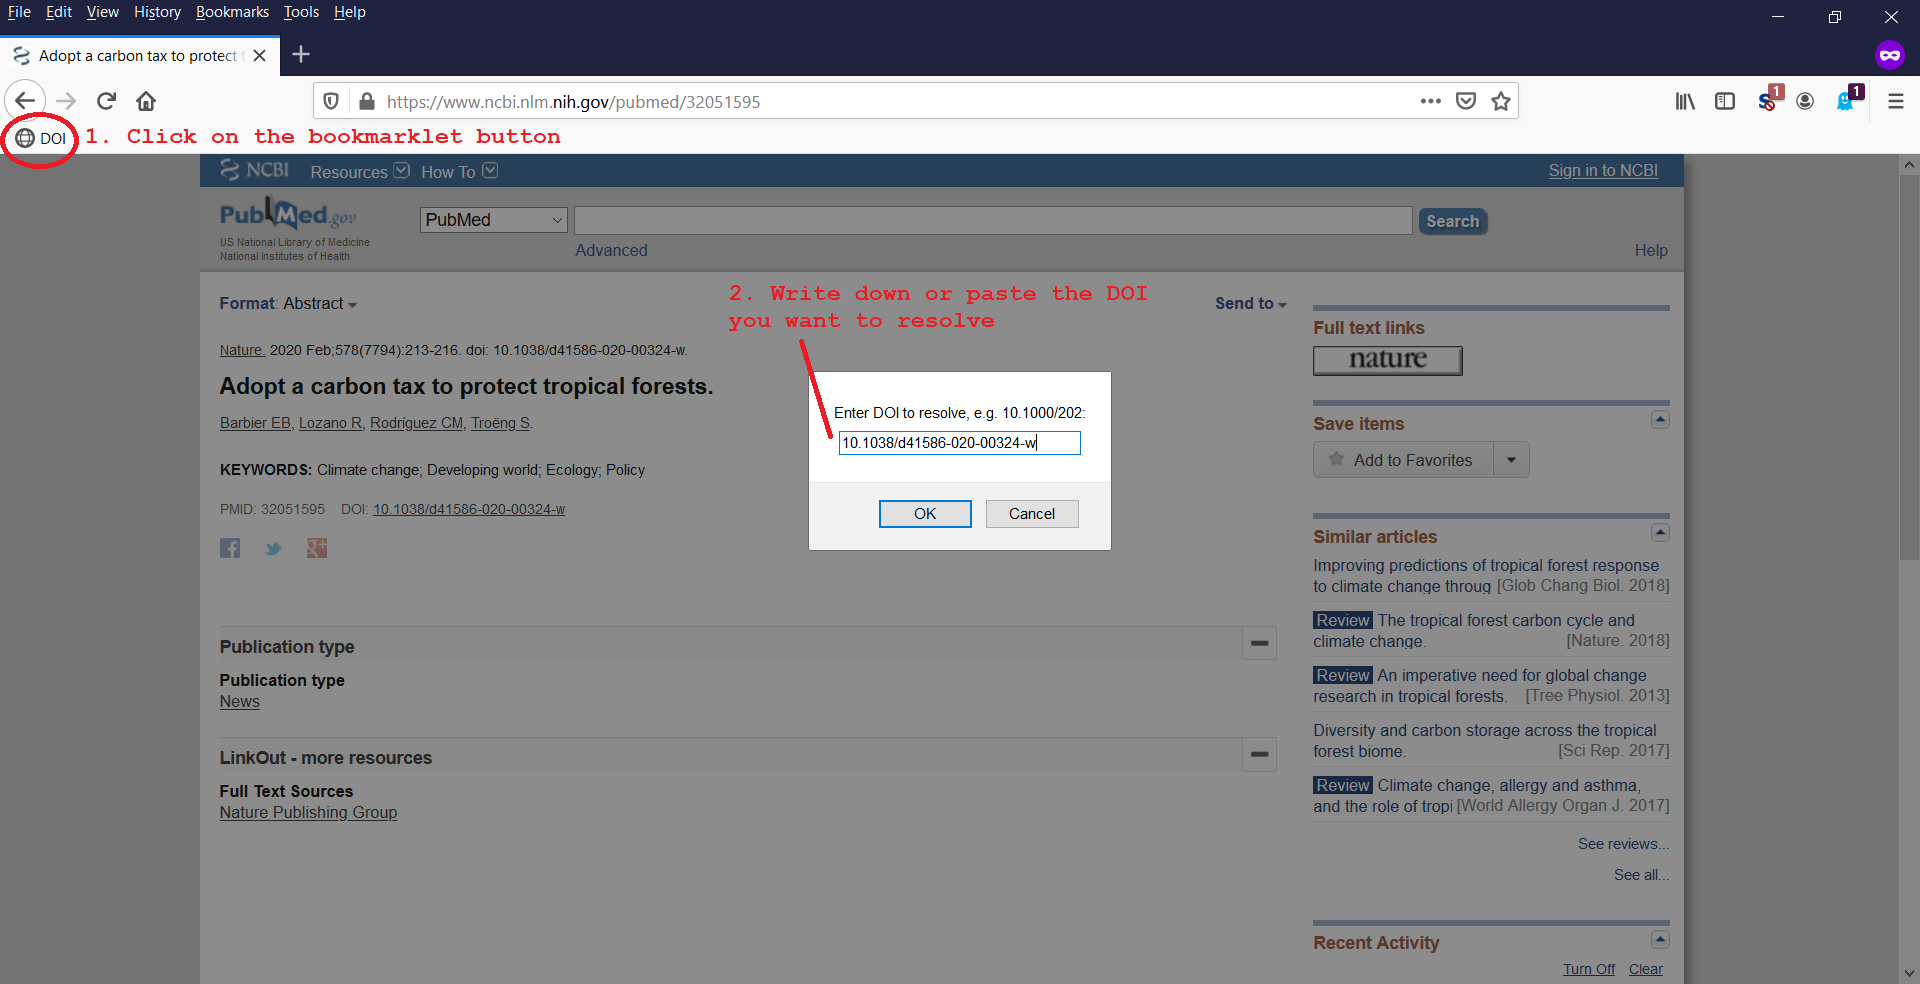 File Edit View History Bookmarks Tools Help
Adopt a carbon tax to protect t
https://www.ncbi.nlm.nih.gov/pubmed/32051595
1
1
DOI 1. Click on the bookmarklet button
NCBI Resources How To Sign in to NCBI
PubMed.gov
US National Library of Medicine
National Institutes of Health
PubMed
Search
Advanced
Help
2. Write down or paste the DOI
you want to resolve
Format: Abstract
Send to
Nature. 2020 Feb;578(7794):213-216. doi: 10.1038/d41586-020-00324-w.
Adopt a carbon tax to protect tropical forests.
Barbier EB, Lozano R, Rodríguez CM, Troëng S.
KEYWORDS: Climate change; Developing world; Ecology; Policy
PMID: 32051595 DOI: 10.1038/d41586-020-00324-w
Enter DOI to resolve, e.g. 10.1000/202:
10.1038/d41586-020-00324-w
OK Cancel
Publication type
Publication type
News
LinkOut - more resources
Full Text Sources
Nature Publishing Group
Full text links
nature
Save items
Add to Favorites
Similar articles
Improving predictions of tropical forest response
to climate change throug [Glob Chang Biol. 2018]
Review The tropical forest carbon cycle and
climate change. [Nature. 2018]
Review An imperative need for global change
research in tropical forests. [Tree Physiol. 2013]
Diversity and carbon storage across the tropical
forest biome. [Sci Rep. 2017]
Review Climate change, allergy and asthma,
and the role of tropi [World Allergy Organ J. 2017]
See reviews...
See all...
Recent Activity
Turn Off Clear